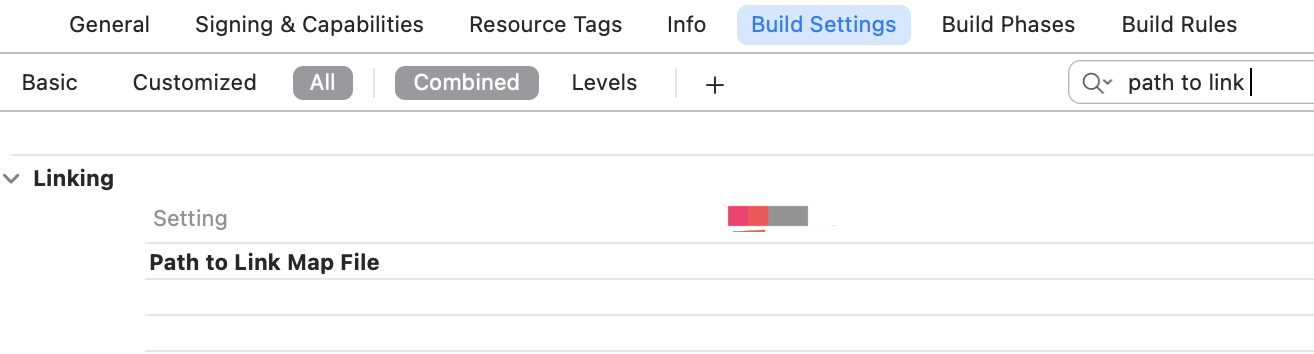 General Signing & Capabilities Resource Tags Info Build Settings Build Phases Build Rules
Basic Customized All Combined Levels + path to link
Linking
Setting
Path to Link Map File